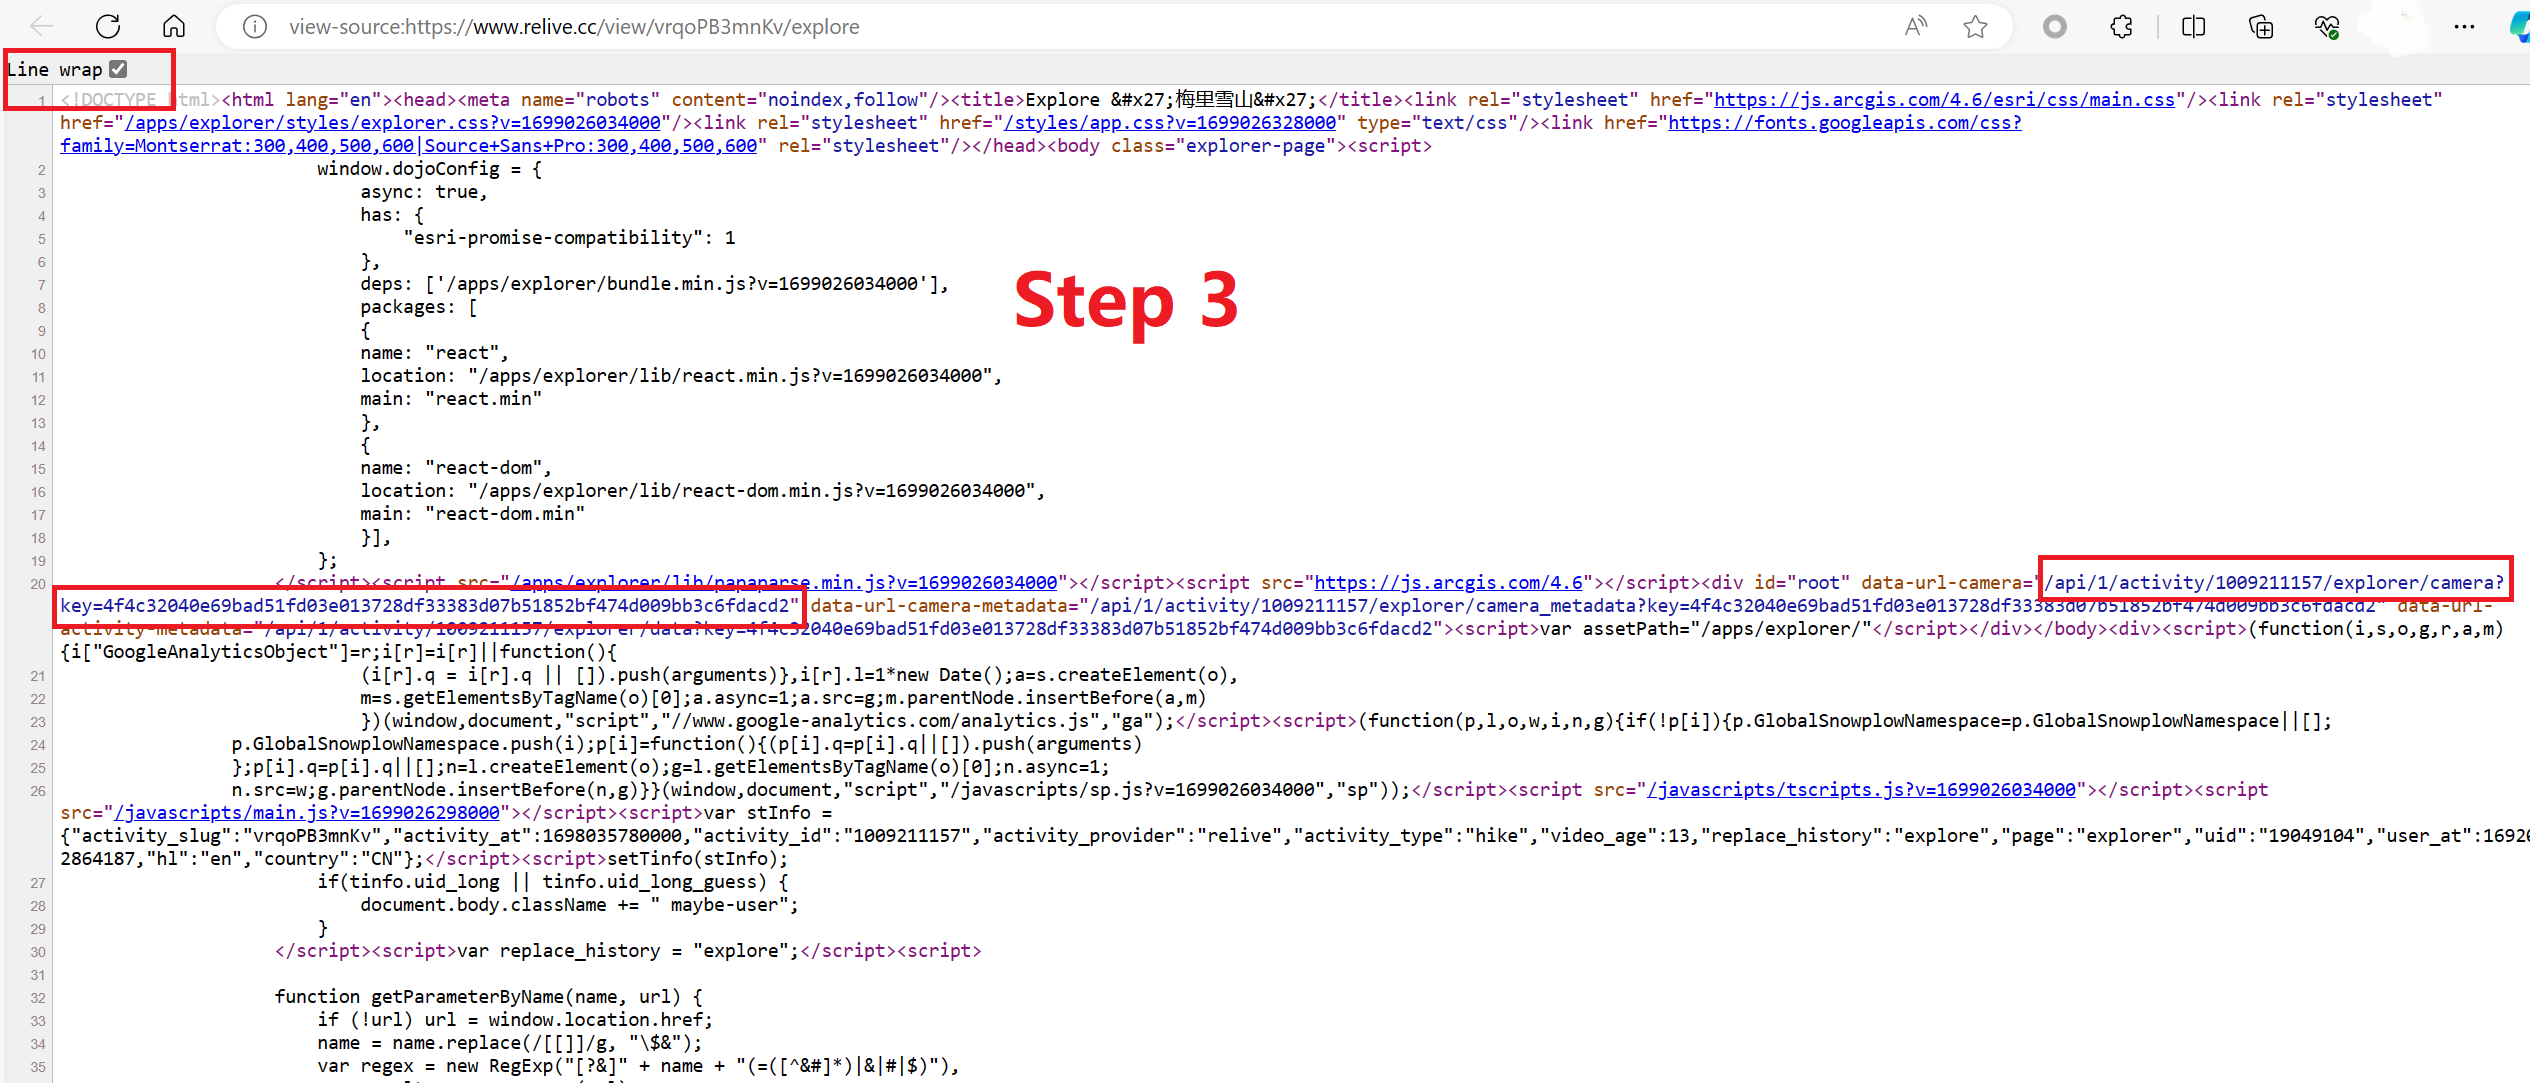 view-source:https://www.relive.cc/view/vrqoPB3mnKv/explore
Line wrap
1 <!DOCTYPE html><html lang="en"><head><meta name="robots" content="noindex,follow"/><title>Explore &#x27;梅里雪山&#x27;</title><link rel="stylesheet" href="https://js.arcgis.com/4.6/esri/css/main.css"/><link rel="stylesheet"
href="/apps/explorer/styles/explorer.css?v=1699026034000"/><link rel="stylesheet" href="/styles/app.css?v=1699026328000" type="text/css"/><link href="https://fonts.googleapis.com/css?
family=Montserrat:300,400,500,600|Source+Sans+Pro:300,400,500,600" rel="stylesheet"/></head><body class="explorer-page"><script>
2 window.dojoConfig = {
3 async: true,
4 has: {
5 "esri-promise-compatibility": 1
6 },
7 deps: ['/apps/explorer/bundle.min.js?v=1699026034000'],
8 packages: [
Step 3
9 {
10 name: "react",
11 location: "/apps/explorer/lib/react.min.js?v=1699026034000",
12 main: "react.min"
13 },
14 {
15 name: "react-dom",
16 location: "/apps/explorer/lib/react-dom.min.js?v=1699026034000",
17 main: "react-dom.min"
18 }],
19 };
20 </script><script src="/apps/explorer/lib/papaparse.min.js?v=1699026034000"></script><script src="https://js.arcgis.com/4.6"></script><div id="root" data-url-camera="/api/1/activity/1009211157/explorer/camera?
key=4f4c32040e69bad51fd03e013728df33383d07b51852bf474d009bb3c6fdacd2" data-url-camera-metadata="/api/1/activity/1009211157/explorer/camera_metadata?key=4f4c32040e69bad51fd03e013728df33383d07b51852bf474d009bb3c6fdacd2" data-url-
activity-metadata="/api/1/activity/1009211157/explorer/data?key=4f4c32040e69bad51fd03e013728df33383d07b51852bf474d009bb3c6fdacd2"><script>var assetPath="/apps/explorer/"</script></div></body><div><script>(function(i,s,o,g,r,a,m)
{i["GoogleAnalyticsObject"]=r;i[r]=i[r]||function(){
21 (i[r].q = i[r].q || []).push(arguments)},i[r].l=1*new Date();a=s.createElement(o),
22 m=s.getElementsByTagName(o)[0];a.async=1;a.src=g;m.parentNode.insertBefore(a,m)
23 })(window,document,"script","//www.google-analytics.com/analytics.js","ga");</script><script>(function(p,l,o,w,i,n,g){if(!p[i]){p.GlobalSnowplowNamespace=p.GlobalSnowplowNamespace||[];
24 p.GlobalSnowplowNamespace.push(i);p[i]=function(){(p[i].q=p[i].q||[]).push(arguments)
25 };p[i].q=p[i].q||[];n=l.createElement(o);g=l.getElementsByTagName(o)[0];n.async=1;
26 n.src=w;g.parentNode.insertBefore(n,g)}}(window,document,"script","/javascripts/sp.js?v=1699026034000","sp"));</script><script src="/javascripts/tscripts.js?v=1699026034000"></script><script
src="/javascripts/main.js?v=1699026298000"></script><script>var stInfo =
{"activity_slug":"vrqoPB3mnKv","activity_at":1698035780000,"activity_id":"1009211157","activity_provider":"relive","activity_type":"hike","video_age":13,"replace_history":"explore","page":"explorer","uid":"19049104","user_at":1692
2864187,"hl":"en","country":"CN"};</script><script>setTinfo(stInfo);
27 if(tinfo.uid_long || tinfo.uid_long_guess) {
28 document.body.className += " maybe-user";
29 }
30 </script><script>var replace_history = "explore";</script><script>
31
32 function getParameterByName(name, url) {
33 if (!url) url = window.location.href;
34 name = name.replace(/[[]]/g, "\$&");
35 var regex = new RegExp("[?&]" + name + "(=([^&#]*)|&|#|$)"),